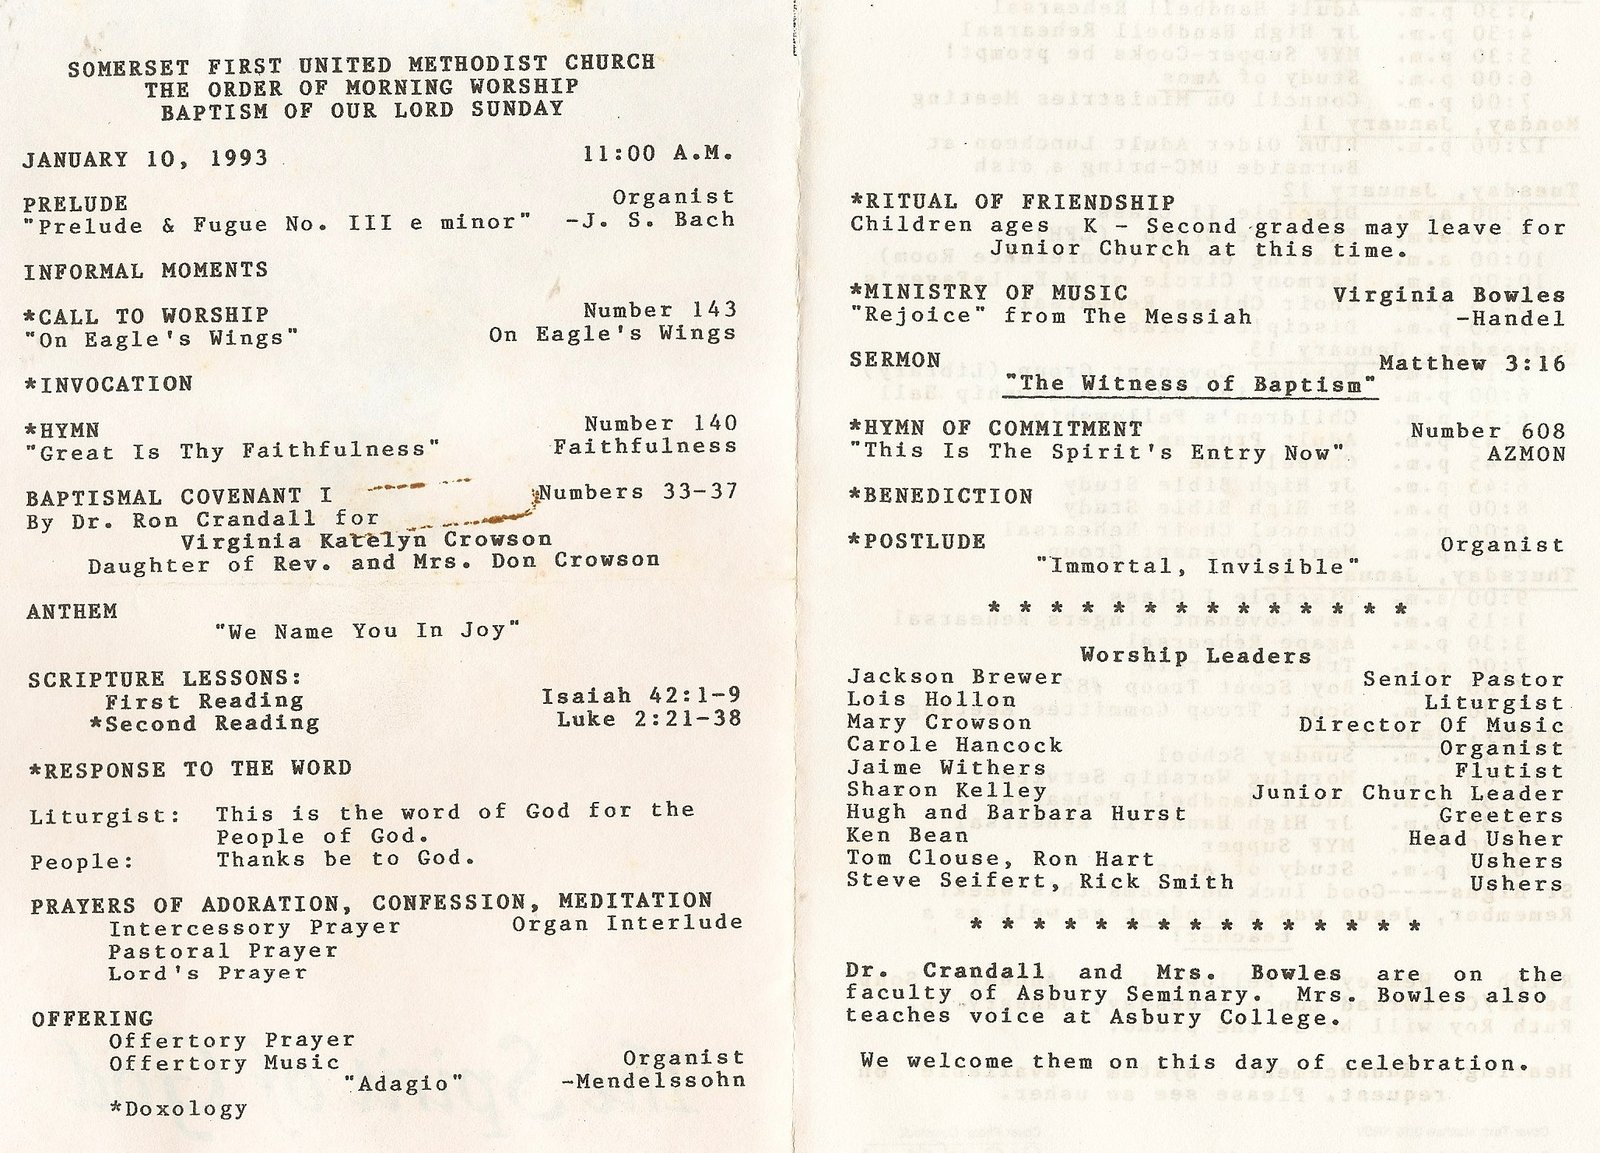 SOMERSET FIRST UNITED METHODIST CHURCH
THE ORDER OF MORNING WORSHIP
BAPTISM OF OUR LORD SUNDAY
JANUARY 10, 1993 11:00 A.M.
PRELUDE Organist
"Prelude & Fugue No. III e minor" -J. S. Bach
INFORMAL MOMENTS
*CALL TO WORSHIP Number 143
"On Eagle's Wings" On Eagle's Wings
*INVOCATION
*HYMN Number 140
"Great Is Thy Faithfulness" Faithfulness
BAPTISMAL COVENANT I Numbers 33-37
By Dr. Ron Crandall for
Virginia Katelyn Crowson
Daughter of Rev. and Mrs. Don Crowson
ANTHEM
"We Name You In Joy"
SCRIPTURE LESSONS:
First Reading Isaiah 42:1-9
*Second Reading Luke 2:21-38
*RESPONSE TO THE WORD
Liturgist: This is the word of God for the
People of God.
People: Thanks be to God.
PRAYERS OF ADORATION, CONFESSION, MEDITATION
Intercessory Prayer Organ Interlude
Pastoral Prayer
Lord's Prayer
OFFERING
Offertory Prayer
Offertory Music Organist
"Adagio" -Mendelssohn
*Doxology
*RITUAL OF FRIENDSHIP
Children ages K - Second grades may leave for
Junior Church at this time.
*MINISTRY OF MUSIC Virginia Bowles
"Rejoice" from The Messiah -Handel
SERMON Matthew 3:16
"The Witness of Baptism"
*HYMN OF COMMITMENT Number 608
"This Is The Spirit's Entry Now" AZMON
*BENEDICTION
*POSTLUDE Organist
"Immortal, Invisible"
* * * * * * * * * * * * * *
Worship Leaders
Jackson Brewer Senior Pastor
Lois Hollon Liturgist
Mary Crowson Director Of Music
Carole Hancock Organist
Jaime Withers Flutist
Sharon Kelley Junior Church Leader
Hugh and Barbara Hurst Greeters
Ken Bean Head Usher
Tom Clouse, Ron Hart Ushers
Steve Seifert, Rick Smith Ushers
* * * * * * * * * * * * * * *
Dr. Crandall and Mrs. Bowles are on the
faculty of Asbury Seminary. Mrs. Bowles also
teaches voice at Asbury College.
We welcome them on this day of celebration.